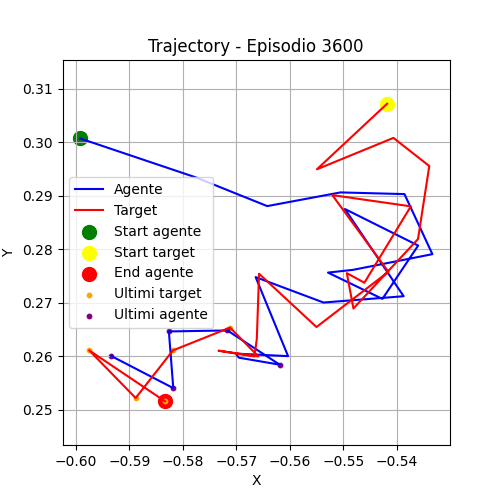 Trajectory - Episodio 3600
Y
0.31
0.30
0.29
0.28
0.27
0.26
0.25
Agente
Target
Start agente
Start target
End agente
Ultimi target
Ultimi agente
−0.60 −0.59 −0.58 −0.57 −0.56 −0.55 −0.54
X